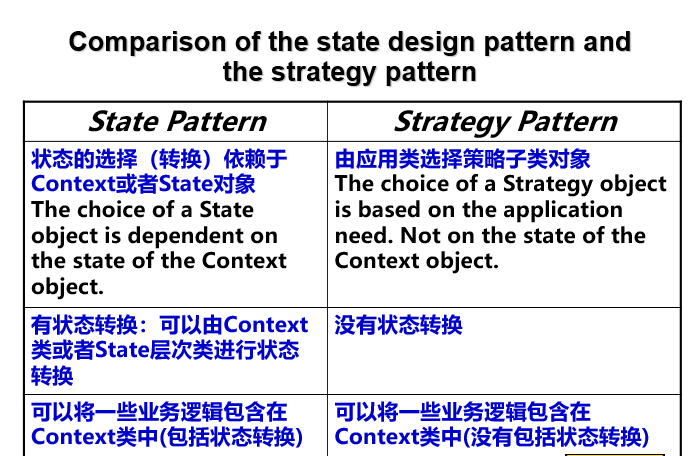 Comparison of the state design pattern and
the strategy pattern
State Pattern
Strategy Pattern
状态的选择（转换）依赖于
Context或者State对象
The choice of a State
object is dependent on
the state of the Context
object.
由应用类选择策略子类对象
The choice of a Strategy object
is based on the application
need. Not on the state of the
Context object.
有状态转换：可以由Context
类或者State层次类进行状态
转换
没有状态转换
可以将一些业务逻辑包含在
Context类中(包括状态转换)
可以将一些业务逻辑包含在
Context类中(没有包括状态转换)